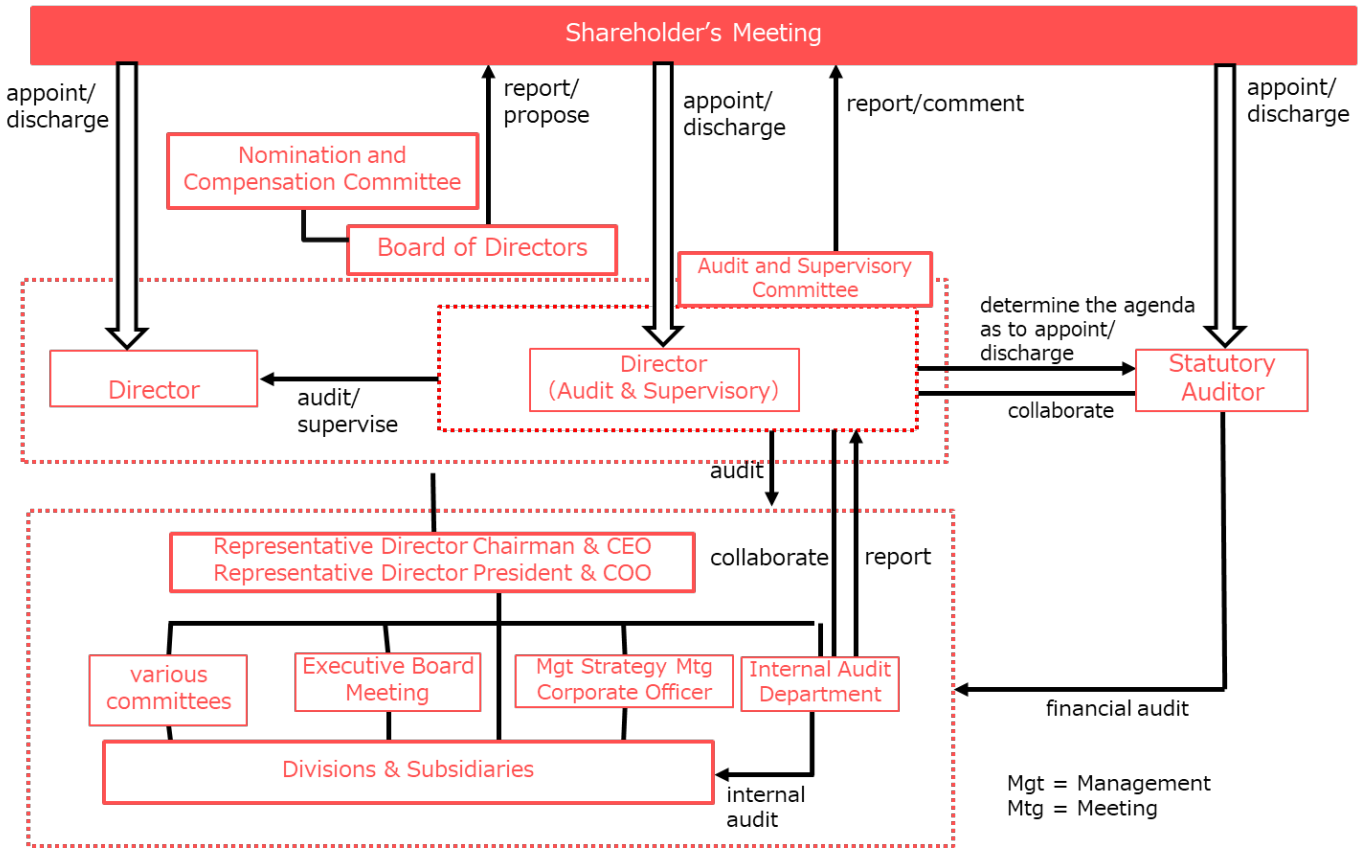 Shareholder's Meeting
appoint/
discharge
report/
propose
appoint/
discharge
report/comment
appoint/
discharge
Nomination and
Compensation Committee
Board of Directors
Audit and Supervisory
Committee
determine the agenda
as to appoint/
discharge
Director
audit/
supervise
Director
(Audit & Supervisory)
Statutory
Auditor
collaborate
audit
Representative Director Chairman & CEO
Representative Director President & COO
collaborate
report
various
committees
Executive Board
Meeting
Mgt Strategy Mtg
Corporate Officer
Internal Audit
Department
financial audit
Divisions & Subsidiaries
internal
audit
Mgt = Management
Mtg = Meeting